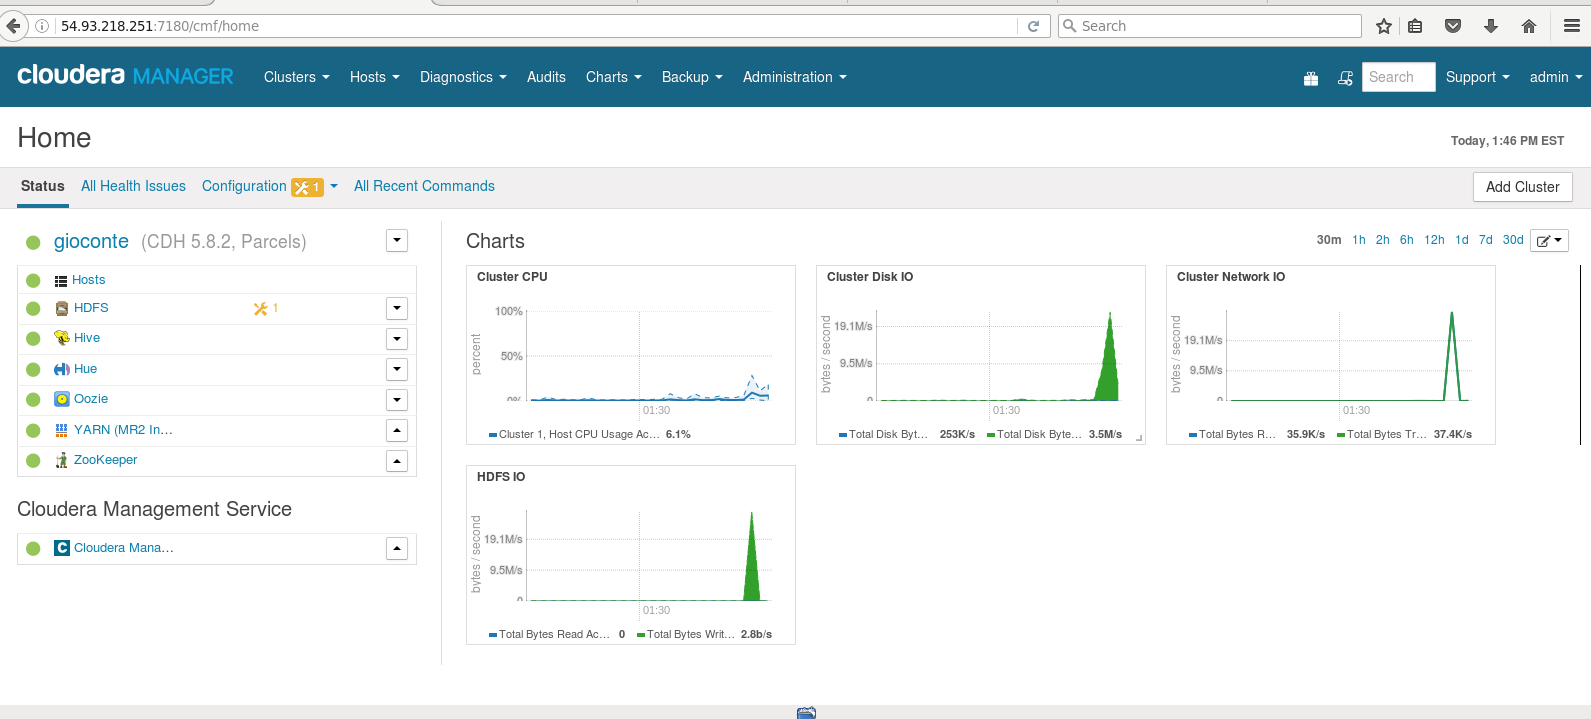 54.93.218.251:7180/cmf/home
Search
cloudera MANAGER
Clusters Hosts Diagnostics Audits Charts Backup Administration
Search
Support
admin
Home
Today, 1:46 PM EST
Status All Health Issues Configuration 1 All Recent Commands
Add Cluster
gioconte (CDH 5.8.2, Parcels)
Hosts
HDFS 1
Hive
Hue
Oozie
YARN (MR2 In...
ZooKeeper
Cloudera Management Service
C Cloudera Mana...
Charts
30m 1h 2h 6h 12h 1d 7d 30d
Cluster CPU
percent
100%
50%
0%
01:30
Cluster 1, Host CPU Usage Ac... 6.1%
Cluster Disk IO
bytes / second
19.1M/s
9.5M/s
0
01:30
Total Disk Byt... 253K/s Total Disk Byte... 3.5M/s
Cluster Network IO
bytes / second
19.1M/s
9.5M/s
0
01:30
Total Bytes R... 35.9K/s Total Bytes Tr... 37.4K/s
HDFS IO
bytes / second
19.1M/s
9.5M/s
0
01:30
Total Bytes Read Ac... 0 Total Bytes Writ... 2.8b/s